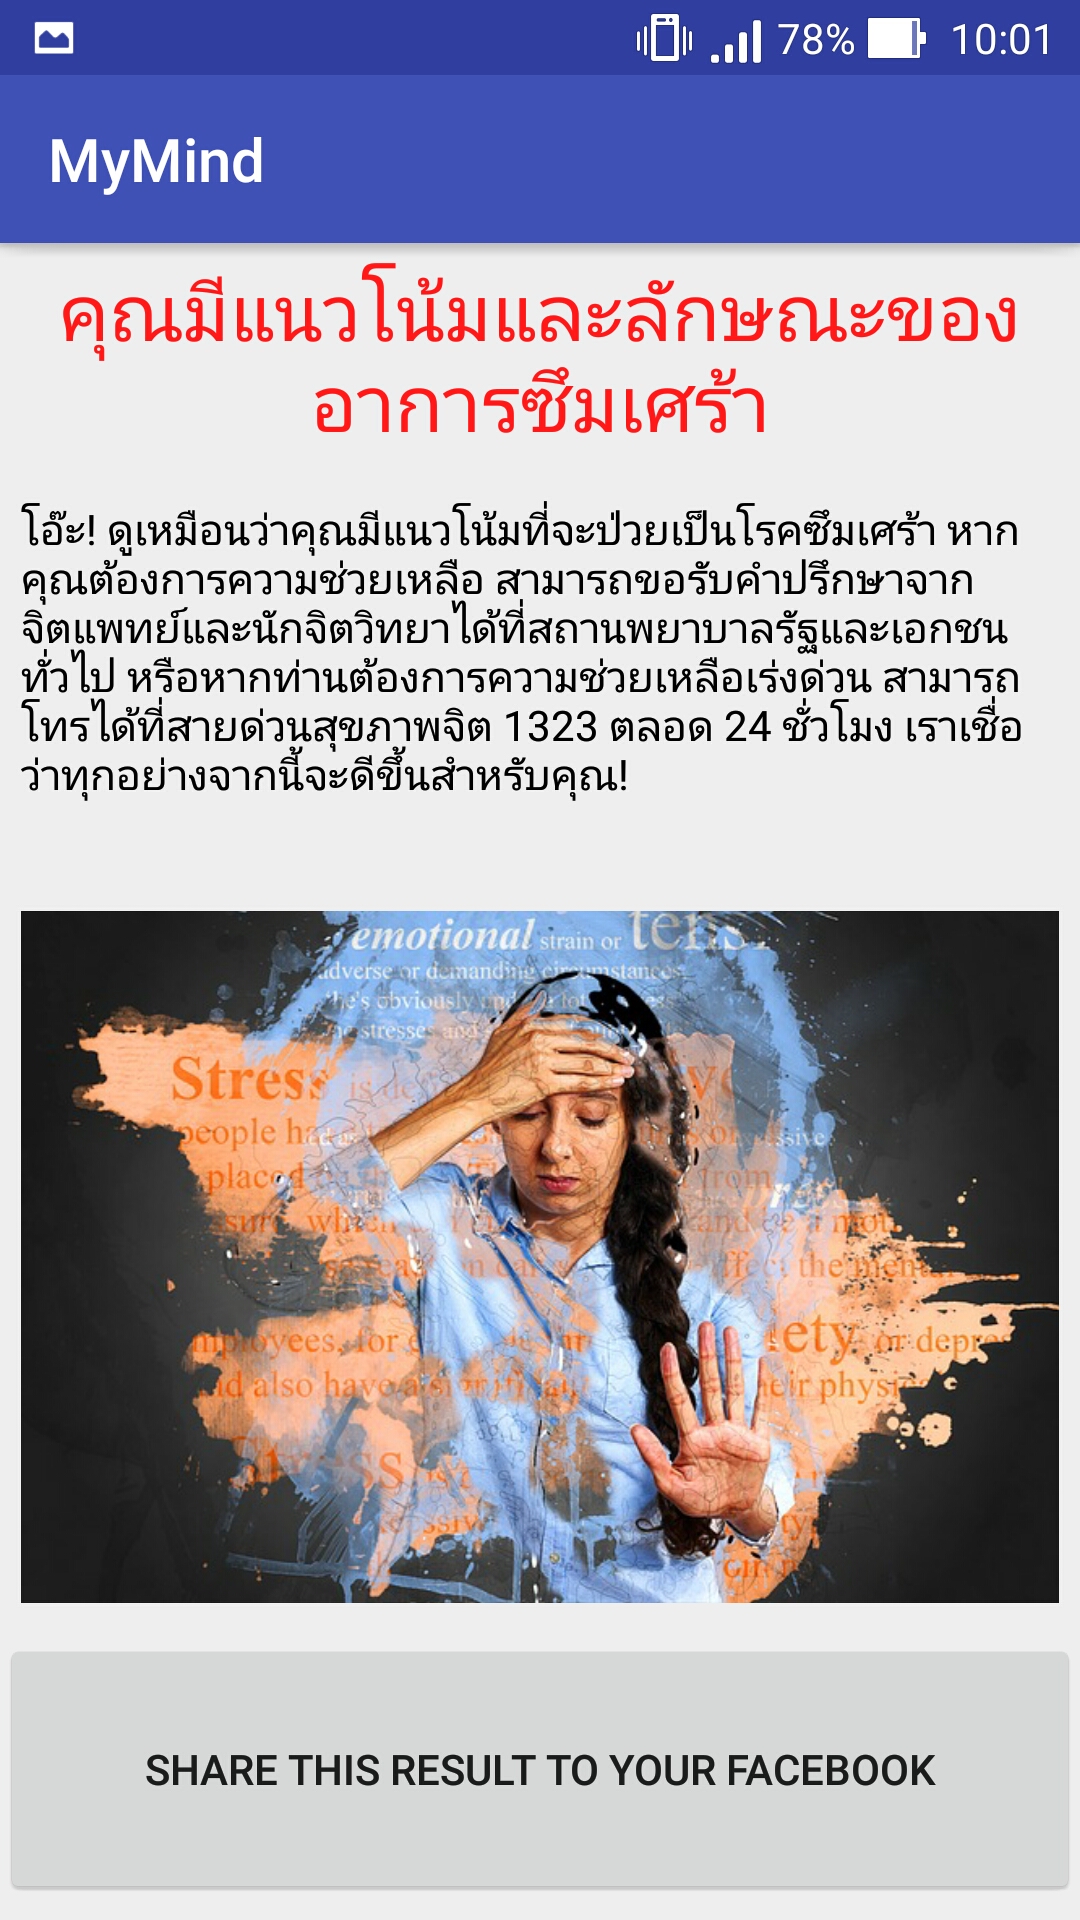 78% 10:01
MyMind
คุณมีแนวโน้มและลักษณะของ
อาการซึมเศร้า
โอ๊ะ! ดูเหมือนว่าคุณมีแนวโน้มที่จะป่วยเป็นโรคซึมเศร้า หาก
คุณต้องการความช่วยเหลือ สามารถขอรับคำปรึกษาจาก
จิตแพทย์และนักจิตวิทยาได้ที่สถานพยาบาลรัฐและเอกชน
ทั่วไป หรือหากท่านต้องการความช่วยเหลือเร่งด่วน สามารถ
โทรได้ที่สายด่วนสุขภาพจิต 1323 ตลอด 24 ชั่วโมง เราเชื่อ
ว่าทุกอย่างจากนี้จะดีขึ้นสำหรับคุณ!
emotional strain or
adverse or demanding circumstances,
he's obviously
stresses and
Stress is
people
placed from
and
the
for or
also have a physi
Stress
SHARE THIS RESULT TO YOUR FACEBOOK